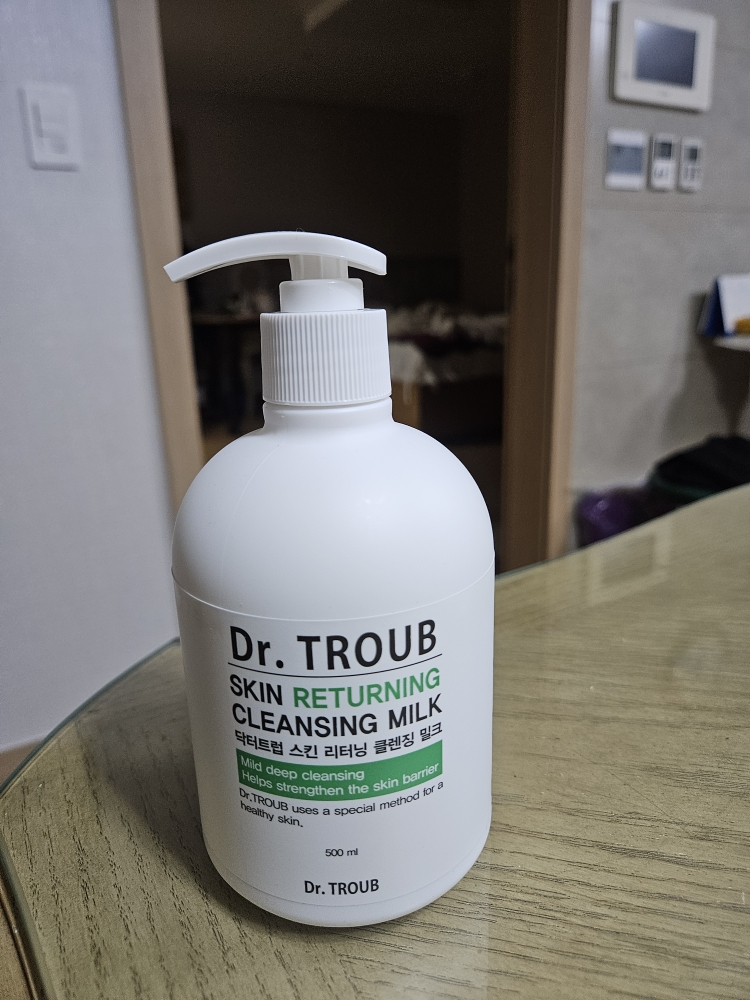 Dr. TROUB
SKIN RETURNING
CLEANSING MILK
닥터트럽 스킨 리터닝 클렌징 밀크
Mild deep cleansing
Helps strengthen the skin barrier
Dr.TROUB uses a special method for a
healthy skin.
500 ml
Dr. TROUB